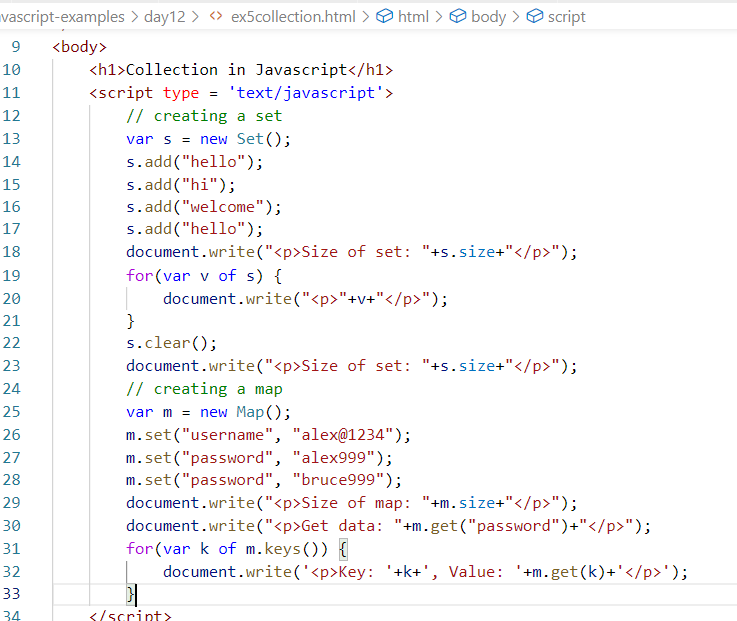 avascript-examples > day12 > <> ex5collection.html > html > body > script
9 <body>
10 <h1>Collection in Javascript</h1>
11 <script type = 'text/javascript'>
12 // creating a set
13 var s = new Set();
14 s.add("hello");
15 s.add("hi");
16 s.add("welcome");
17 s.add("hello");
18 document.write("<p>Size of set: "+s.size+"</p>");
19 for(var v of s) {
20 document.write("<p>"+v+"</p>");
21 }
22 s.clear();
23 document.write("<p>Size of set: "+s.size+"</p>");
24 // creating a map
25 var m = new Map();
26 m.set("username", "alex@1234");
27 m.set("password", "alex999");
28 m.set("password", "bruce999");
29 document.write("<p>Size of map: "+m.size+"</p>");
30 document.write("<p>Get data: "+m.get("password")+"</p>");
31 for(var k of m.keys()) {
32 document.write('<p>Key: '+k+', Value: '+m.get(k)+'</p>');
33 }
34 </script>